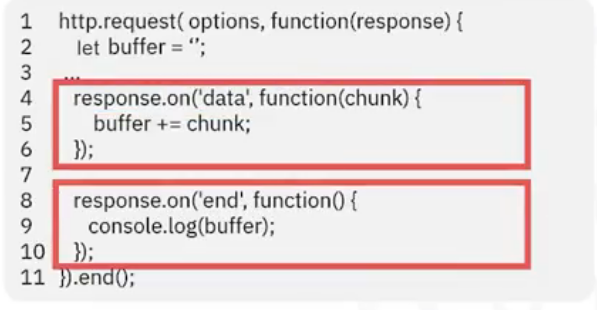 1 http.request( options, function(response) {
2 let buffer = ‘’;
3 ...
4 response.on('data', function(chunk) {
5 buffer += chunk;
6 });
7
8 response.on('end', function() {
9 console.log(buffer);
10 });
11 }).end();